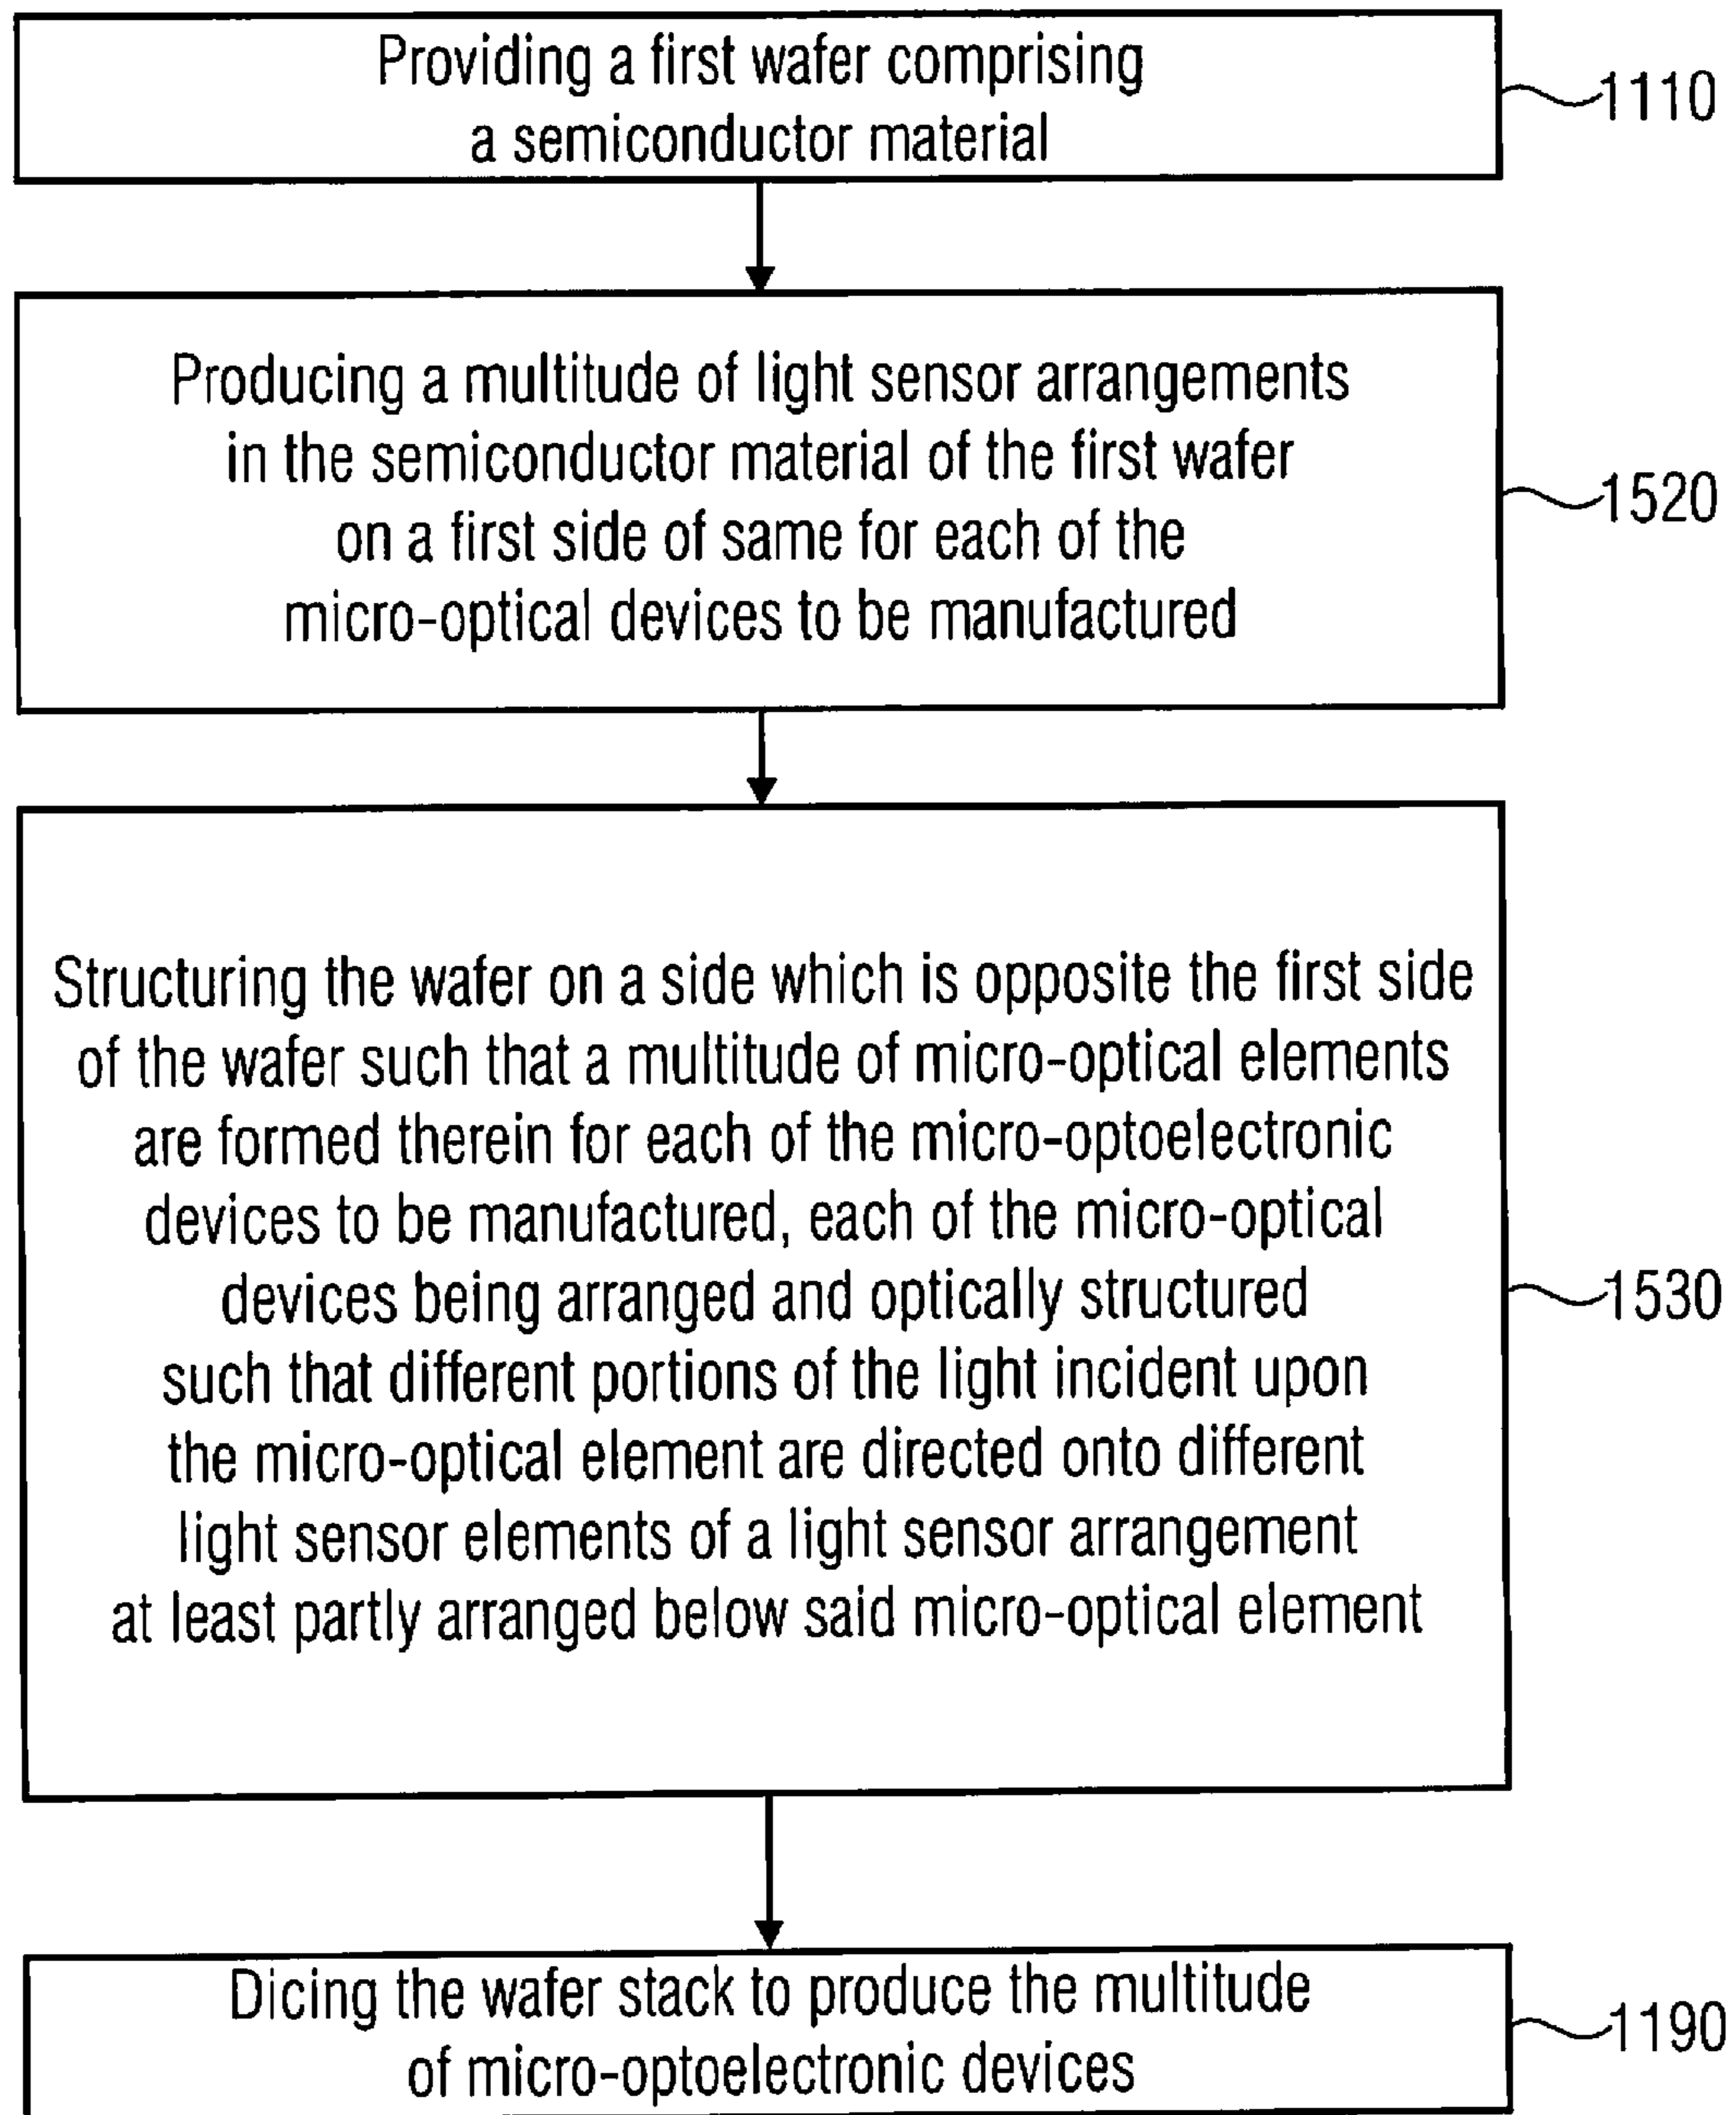 Providing a first wafer comprising
a semiconductor material
1110
Producing a multitude of light sensor arrangements
in the semiconductor material of the first wafer
on a first side of same for each of the
micro-optical devices to be manufactured
1520
Structuring the wafer on a side which is opposite the first side
of the wafer such that a multitude of micro-optical elements
are formed therein for each of the micro-optoelectronic
devices to be manufactured, each of the micro-optical
devices being arranged and optically structured
such that different portions of the light incident upon
the micro-optical element are directed onto different
light sensor elements of a light sensor arrangement
at least partly arranged below said micro-optical element
1530
Dicing the wafer stack to produce the multitude
of micro-optoelectronic devices
1190